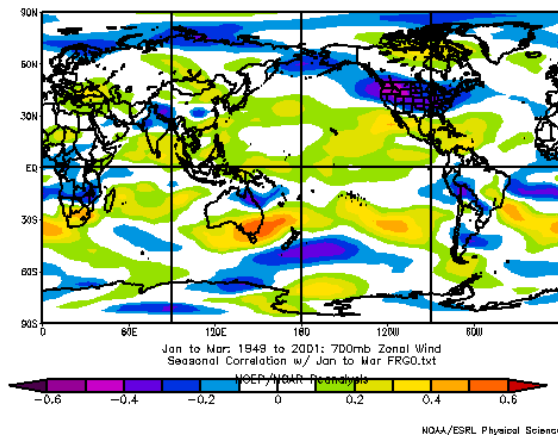 90N
60N
30N
EQ
30S
60S
90S
0 60E 120E 180 120W 60W
Jan to Mar: 1949 to 2001: 700mb Zonal Wind
Seasonal Correlation w/ Jan to Mar FRGO.txt
NCEP/NCAR Reanalysis
-0.6 -0.4 -0.2 0 0.2 0.4 0.6
NOAA/ESRL Physical Science